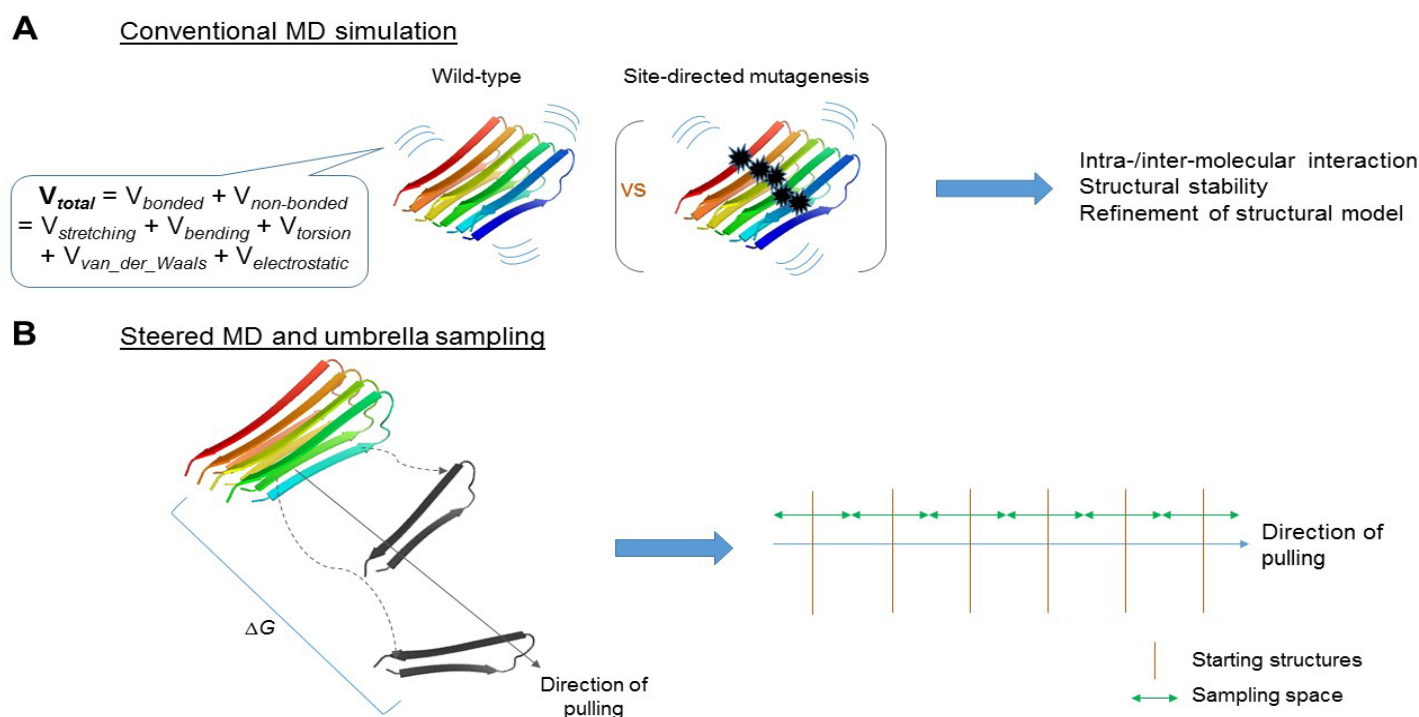 A
Conventional MD simulation
Wild-type
Site-directed mutagenesis
V_total = V_bonded + V_non-bonded
= V_stretching + V_bending + V_torsion
+ V_van_der_Waals + V_electrostatic
vs
Intra-/inter-molecular interaction
Structural stability
Refinement of structural model
B
Steered MD and umbrella sampling
ΔG
Direction of
pulling
Direction of
pulling
Starting structures
Sampling space